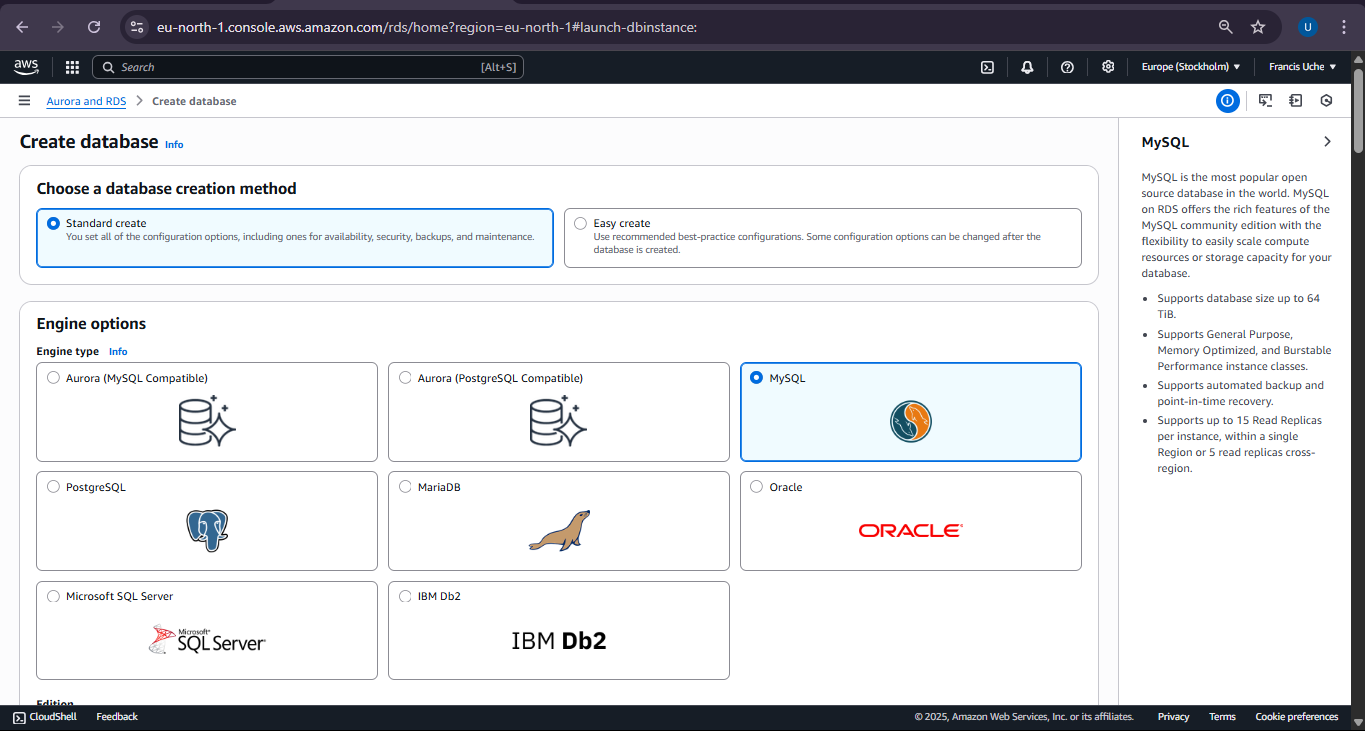 eu-north-1.console.aws.amazon.com/rds/home?region=eu-north-1#launch-dbinstance:
U
aws
Search
[Alt+S]
Europe (Stockholm)
Francis Uche
Aurora and RDS
Create database
Create database
Info
Choose a database creation method
Standard create
You set all of the configuration options, including ones for availability, security, backups, and maintenance.
Easy create
Use recommended best-practice configurations. Some configuration options can be changed after the
database is created.
Engine options
Engine type
Info
Aurora (MySQL Compatible)
Aurora (PostgreSQL Compatible)
MySQL
PostgreSQL
MariaDB
Oracle
ORACLE
Microsoft SQL Server
Microsoft
SQL Server
IBM Db2
IBM Db2
Edition
MySQL
MySQL is the most popular open
source database in the world. MySQL
on RDS offers the rich features of the
MySQL community edition with the
flexibility to easily scale compute
resources or storage capacity for your
database.
• Supports database size up to 64
TiB.
• Supports General Purpose,
Memory Optimized, and Burstable
Performance instance classes.
• Supports automated backup and
point-in-time recovery.
• Supports up to 15 Read Replicas
per instance, within a single
Region or 5 read replicas cross-
region.
CloudShell
Feedback
© 2025, Amazon Web Services, Inc. or its affiliates.
Privacy
Terms
Cookie preferences